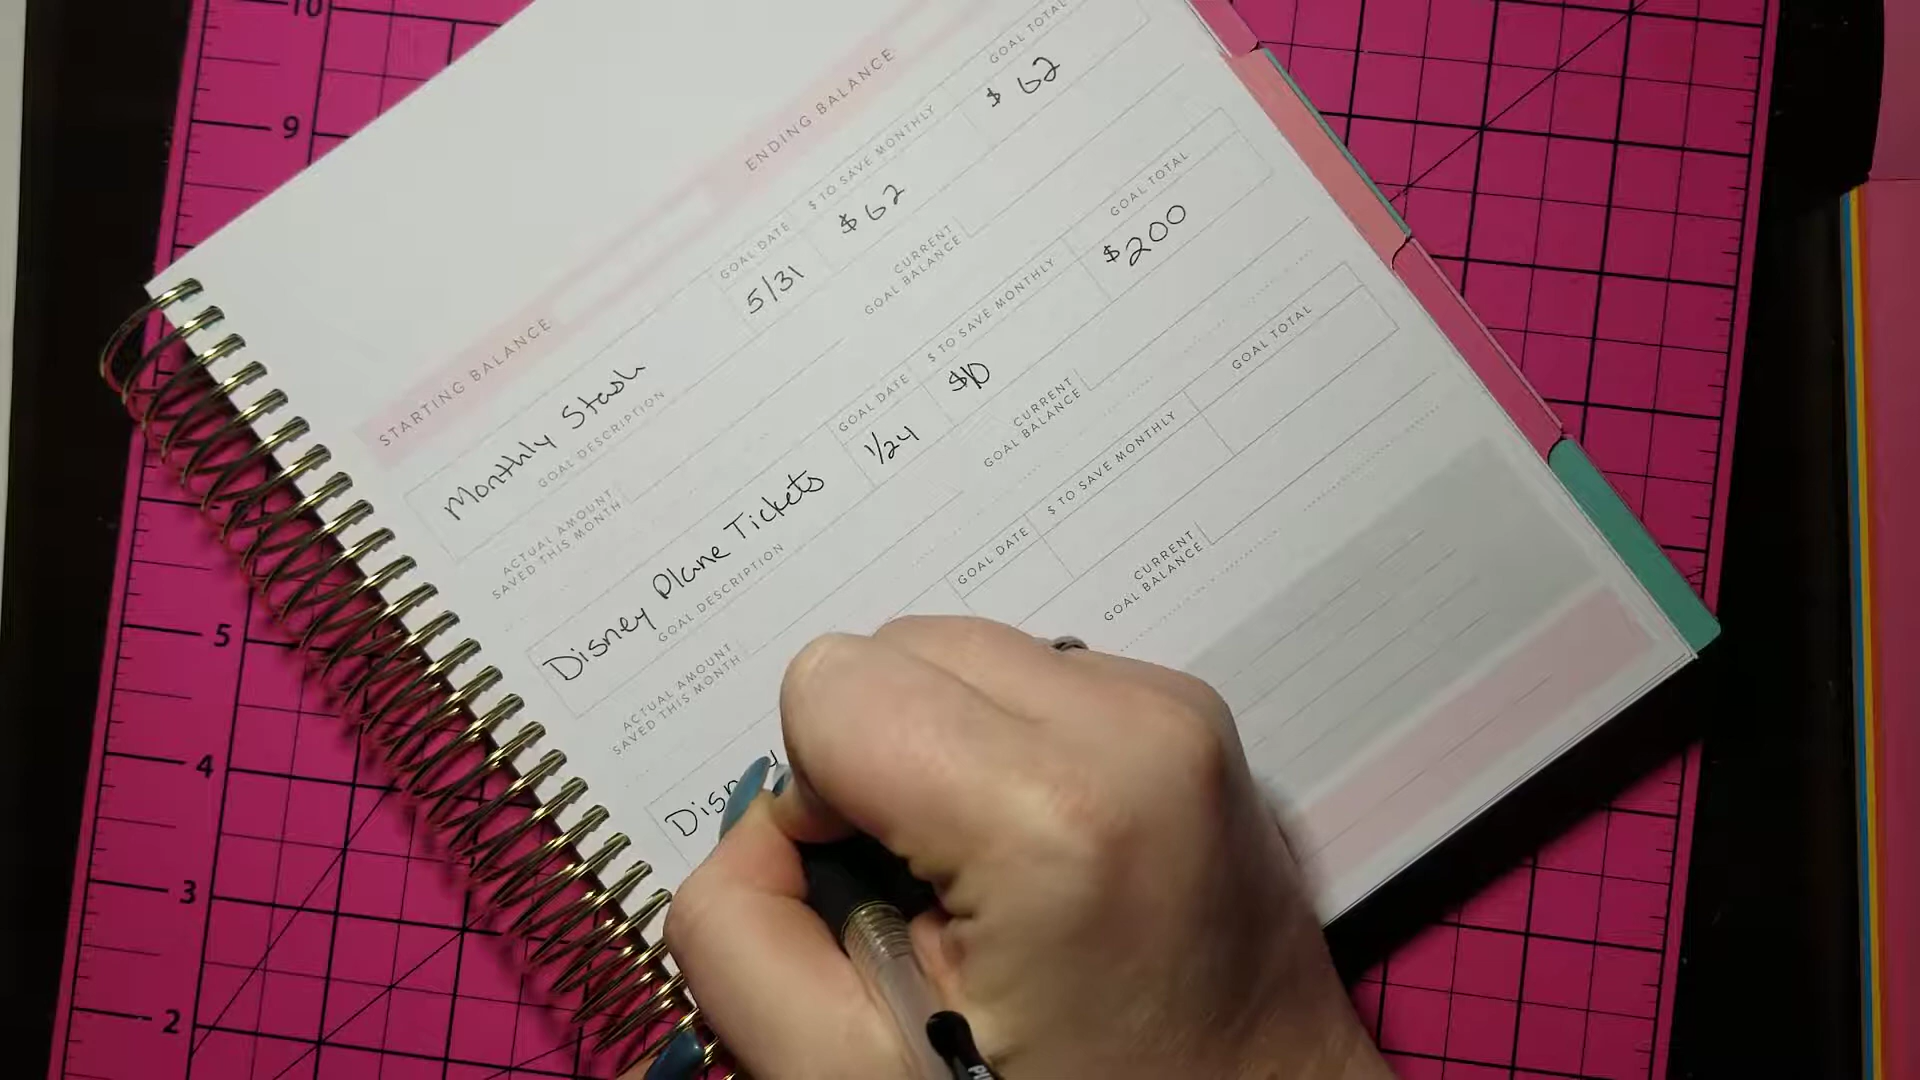 10
9
5
4
3
2
STARTING BALANCE
ENDING BALANCE
Monthly Stash
GOAL DESCRIPTION
GOAL DATE
5/31
$ TO SAVE MONTHLY
$62
GOAL TOTAL
$62
ACTUAL AMOUNT
SAVED THIS MONTH
CURRENT
GOAL BALANCE
Disney Plane Tickets
GOAL DESCRIPTION
GOAL DATE
1/24
$ TO SAVE MONTHLY
$10
GOAL TOTAL
$200
ACTUAL AMOUNT
SAVED THIS MONTH
CURRENT
GOAL BALANCE
Disney
GOAL DATE
$ TO SAVE MONTHLY
GOAL TOTAL
CURRENT
GOAL BALANCE